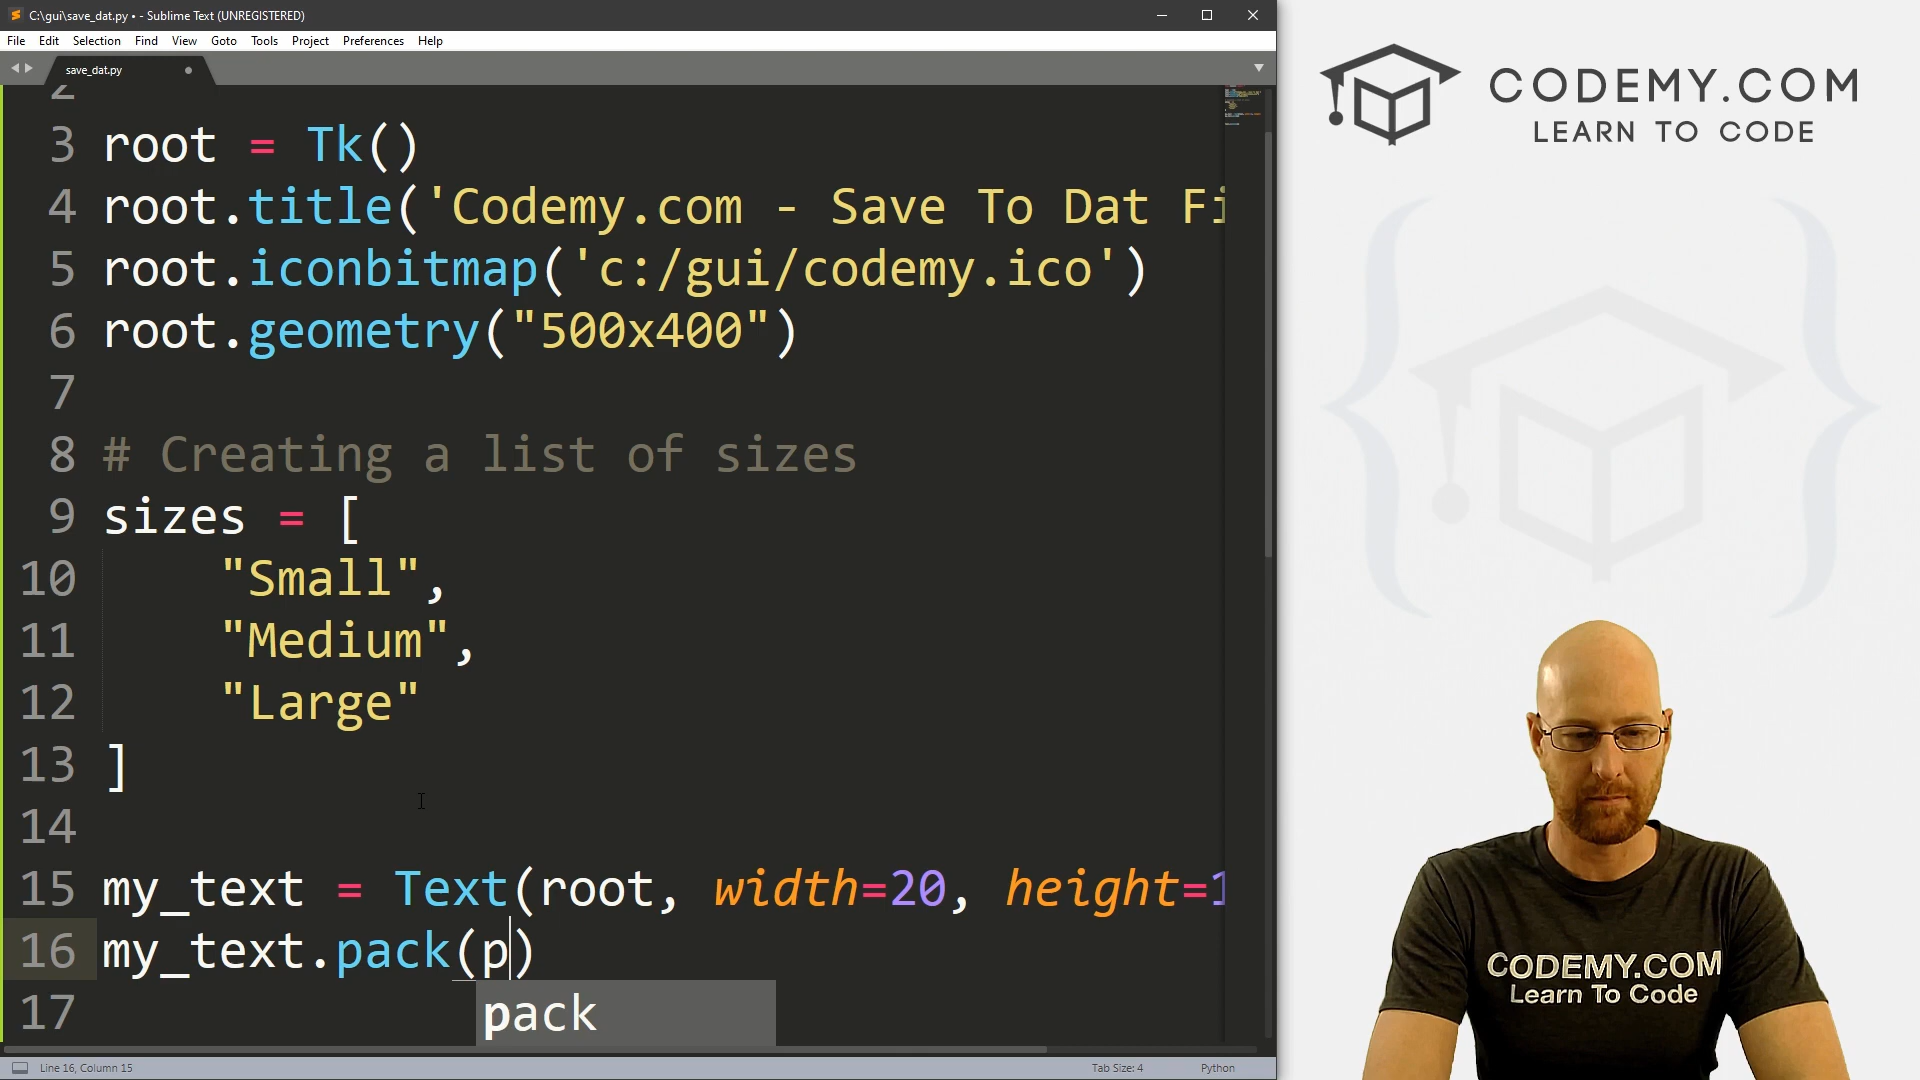 C:\gui\save_dat.py • - Sublime Text (UNREGISTERED)
File Edit Selection Find View Goto Tools Project Preferences Help
save_dat.py
2
3 root = Tk()
4 root.title('Codemy.com - Save To Dat Fi
5 root.iconbitmap('c:/gui/codemy.ico')
6 root.geometry("500x400")
7
8 # Creating a list of sizes
9 sizes = [
10 "Small",
11 "Medium",
12 "Large"
13 ]
14
15 my_text = Text(root, width=20, height=1
16 my_text.pack(p)
17
pack
Line 16, Column 15
Tab Size: 4
Python
CODEMY.COM
LEARN TO CODE
CODEMY.COM
Learn To Code